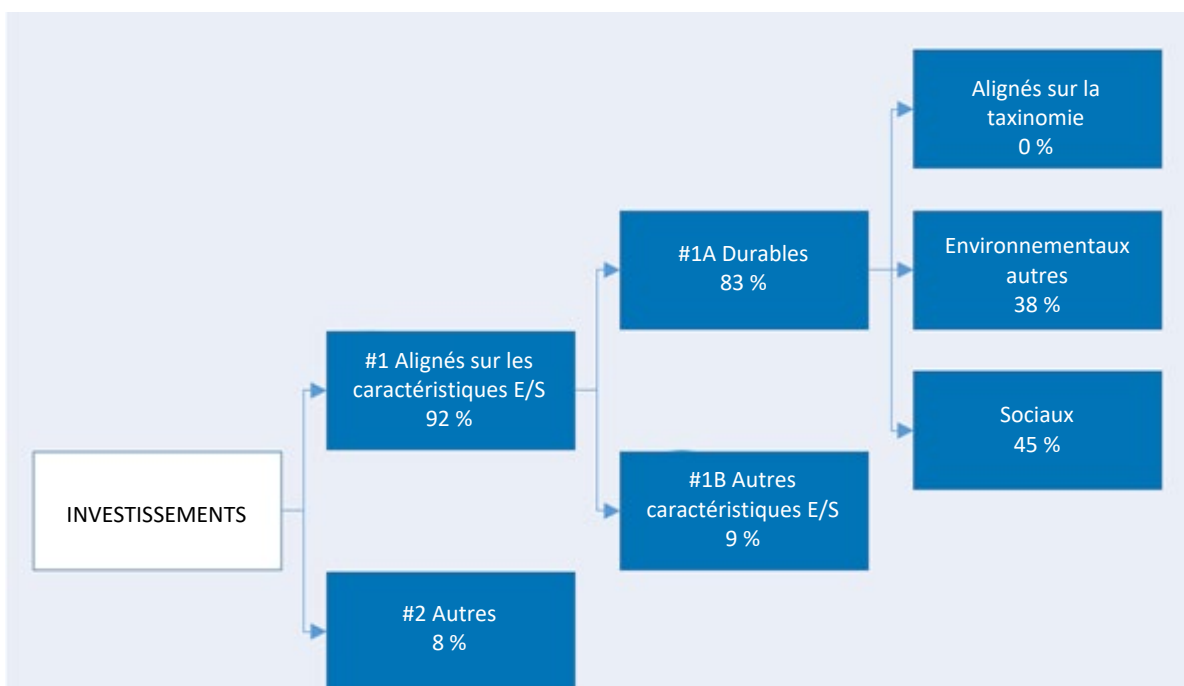 INVESTISSEMENTS
#1 Alignés sur les
caractéristiques E/S
92 %
#2 Autres
8 %
#1A Durables
83 %
#1B Autres
caractéristiques E/S
9 %
Alignés sur la
taxinomie
0 %
Environnementaux
autres
38 %
Sociaux
45 %